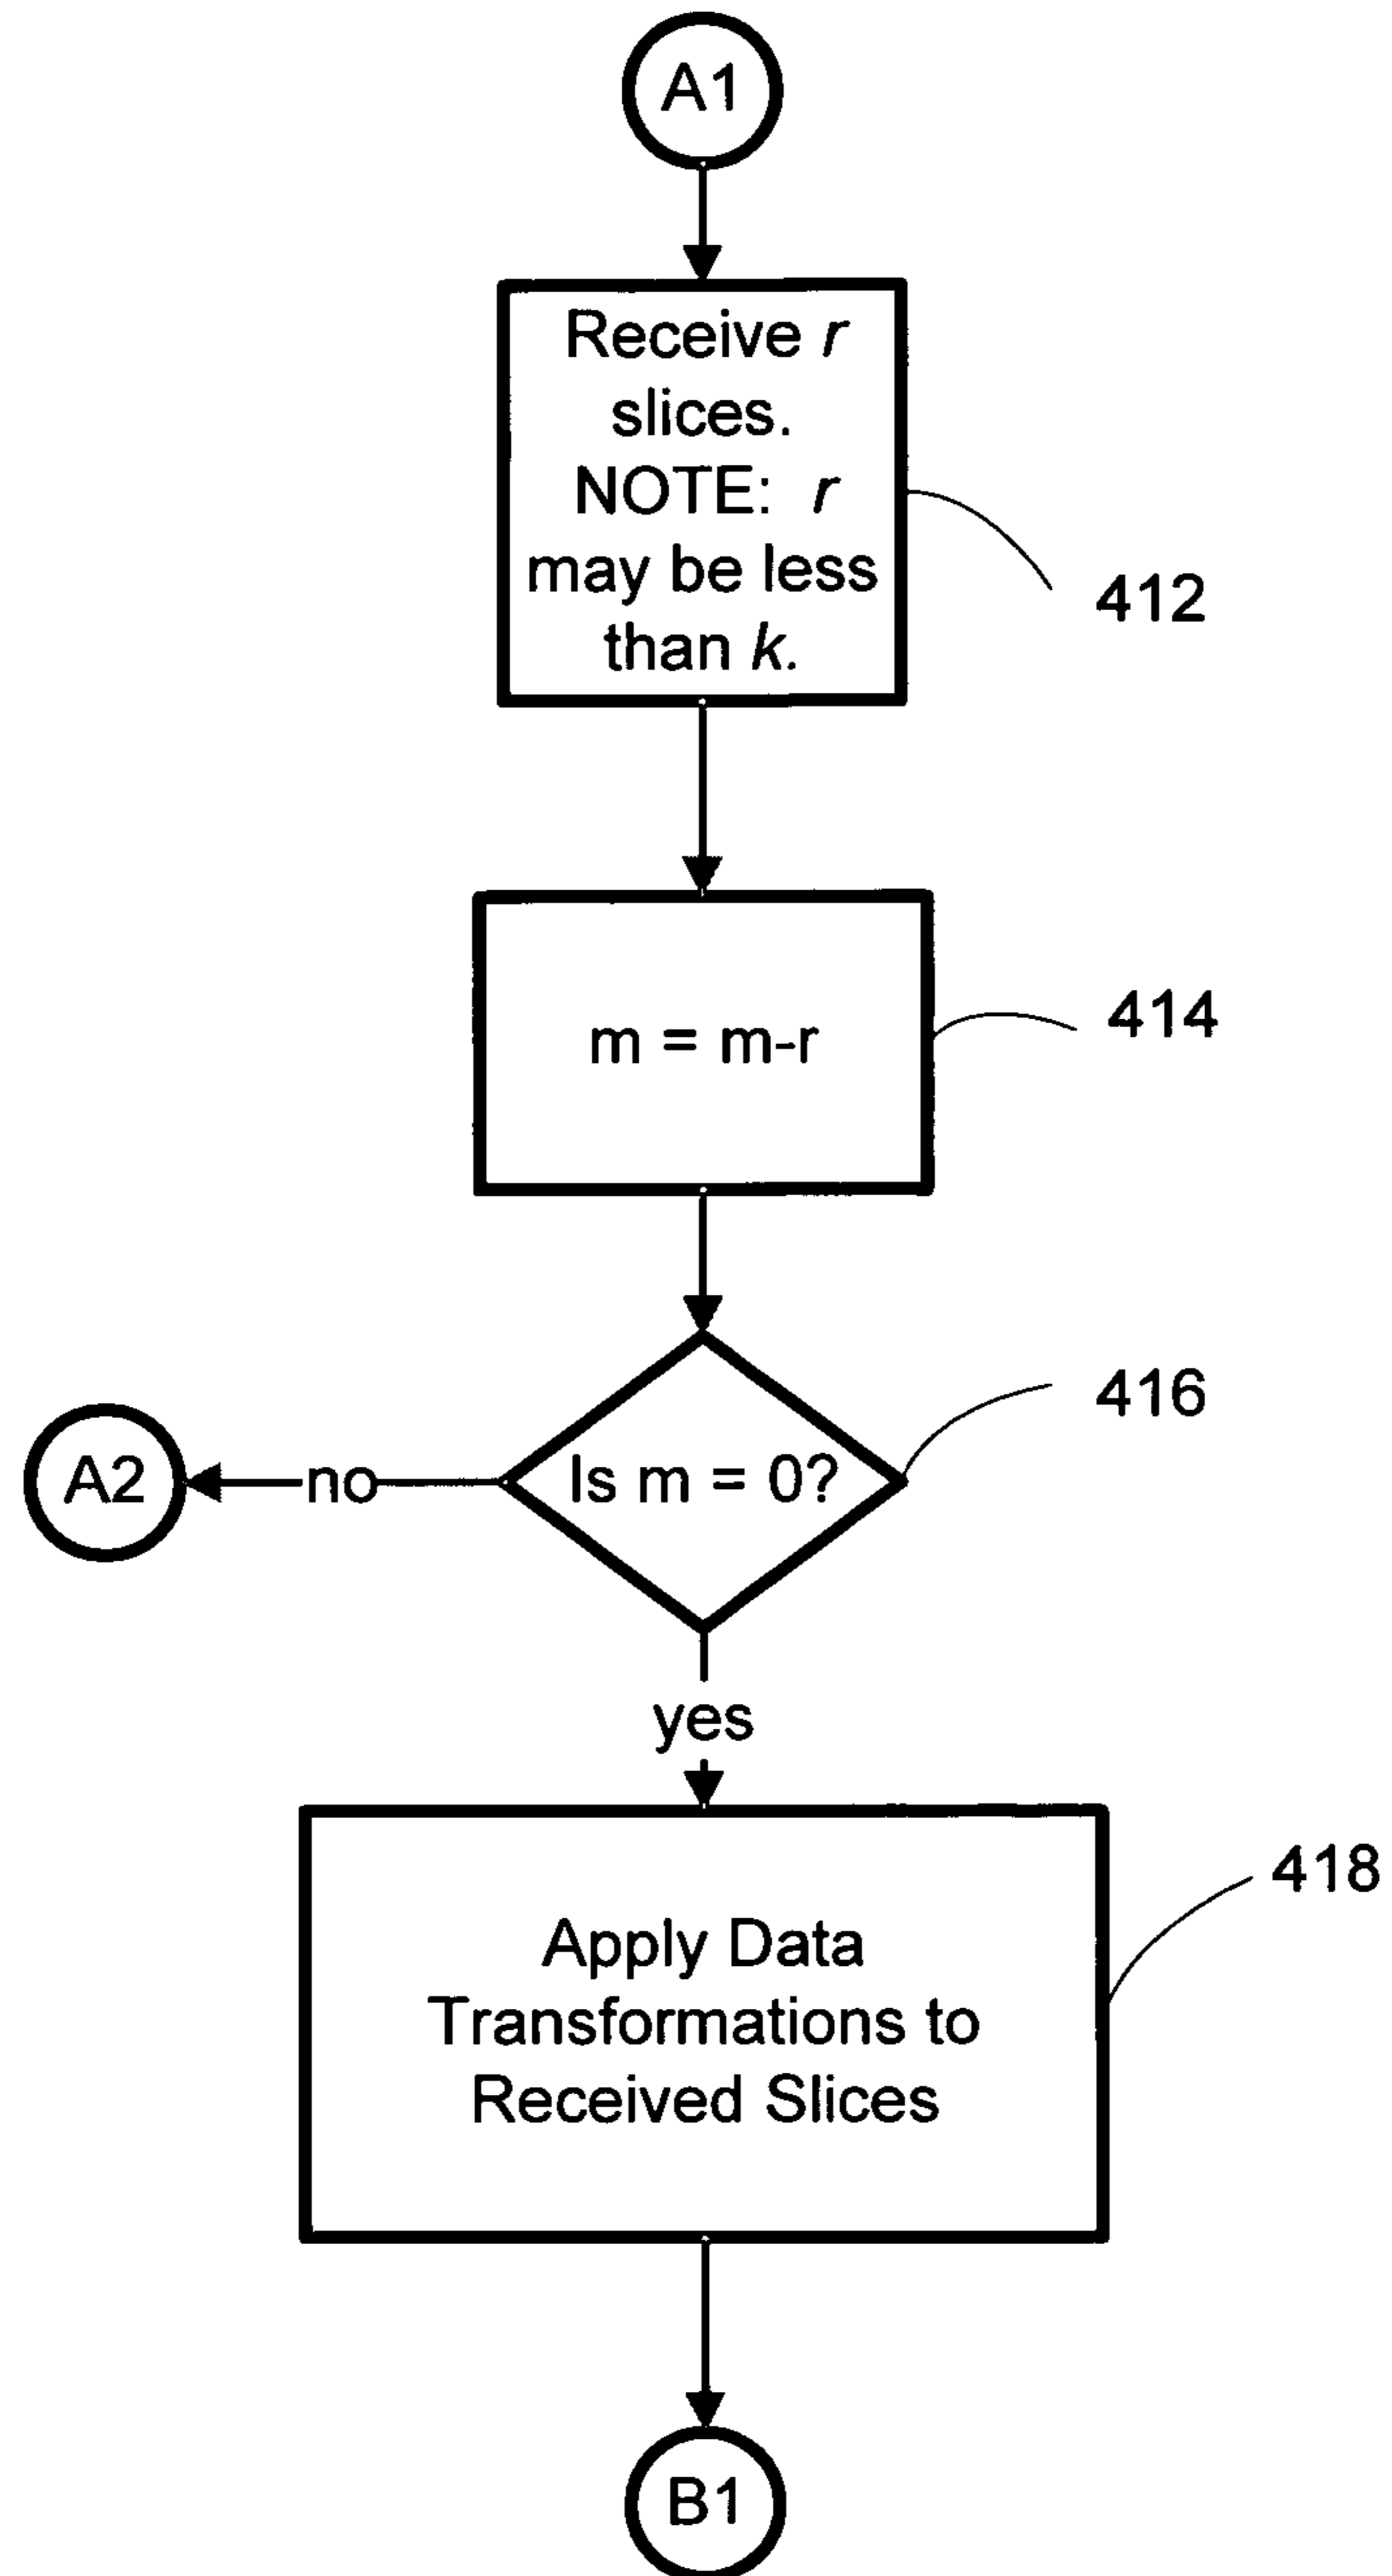 A1
Receive r
slices.
NOTE: r
may be less
than k.
412
m = m-r
414
416
Is m = 0?
no
A2
yes
418
Apply Data
Transformations to
Received Slices
B1